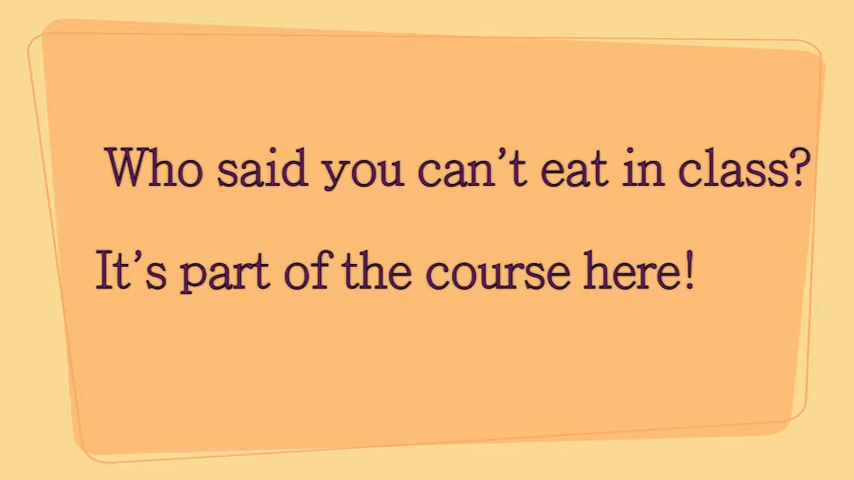 Who said you can’t eat in class?
It’s part of the course here!